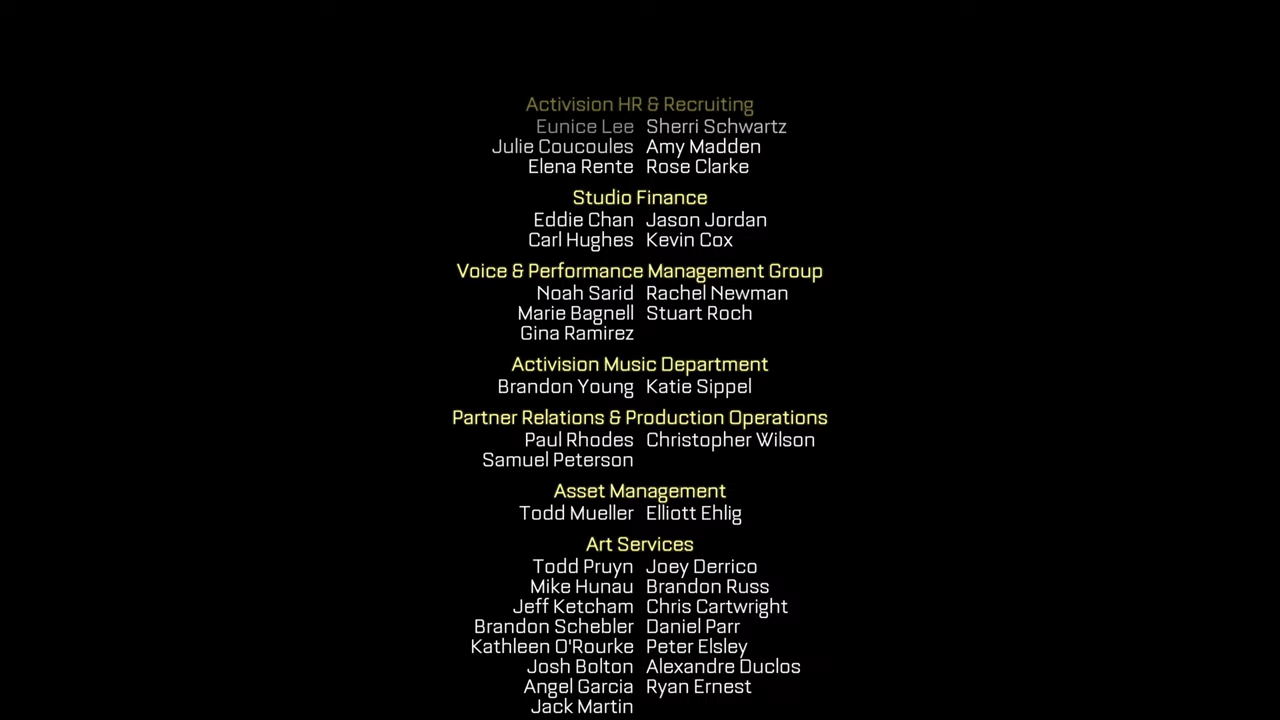 Activision HR & Recruiting
Eunice Lee Sherri Schwartz
Julie Coucoules Amy Madden
Elena Rente Rose Clarke
Studio Finance
Eddie Chan Jason Jordan
Carl Hughes Kevin Cox
Voice & Performance Management Group
Noah Sarid Rachel Newman
Marie Bagnell Stuart Roch
Gina Ramirez
Activision Music Department
Brandon Young Katie Sippel
Partner Relations & Production Operations
Paul Rhodes Christopher Wilson
Samuel Peterson
Asset Management
Todd Mueller Elliott Ehlig
Art Services
Todd Pruyn Joey Derrico
Mike Hunau Brandon Russ
Jeff Ketcham Chris Cartwright
Brandon Schebler Daniel Parr
Kathleen O'Rourke Peter Elsley
Josh Bolton Alexandre Duclos
Angel Garcia Ryan Ernest
Jack Martin